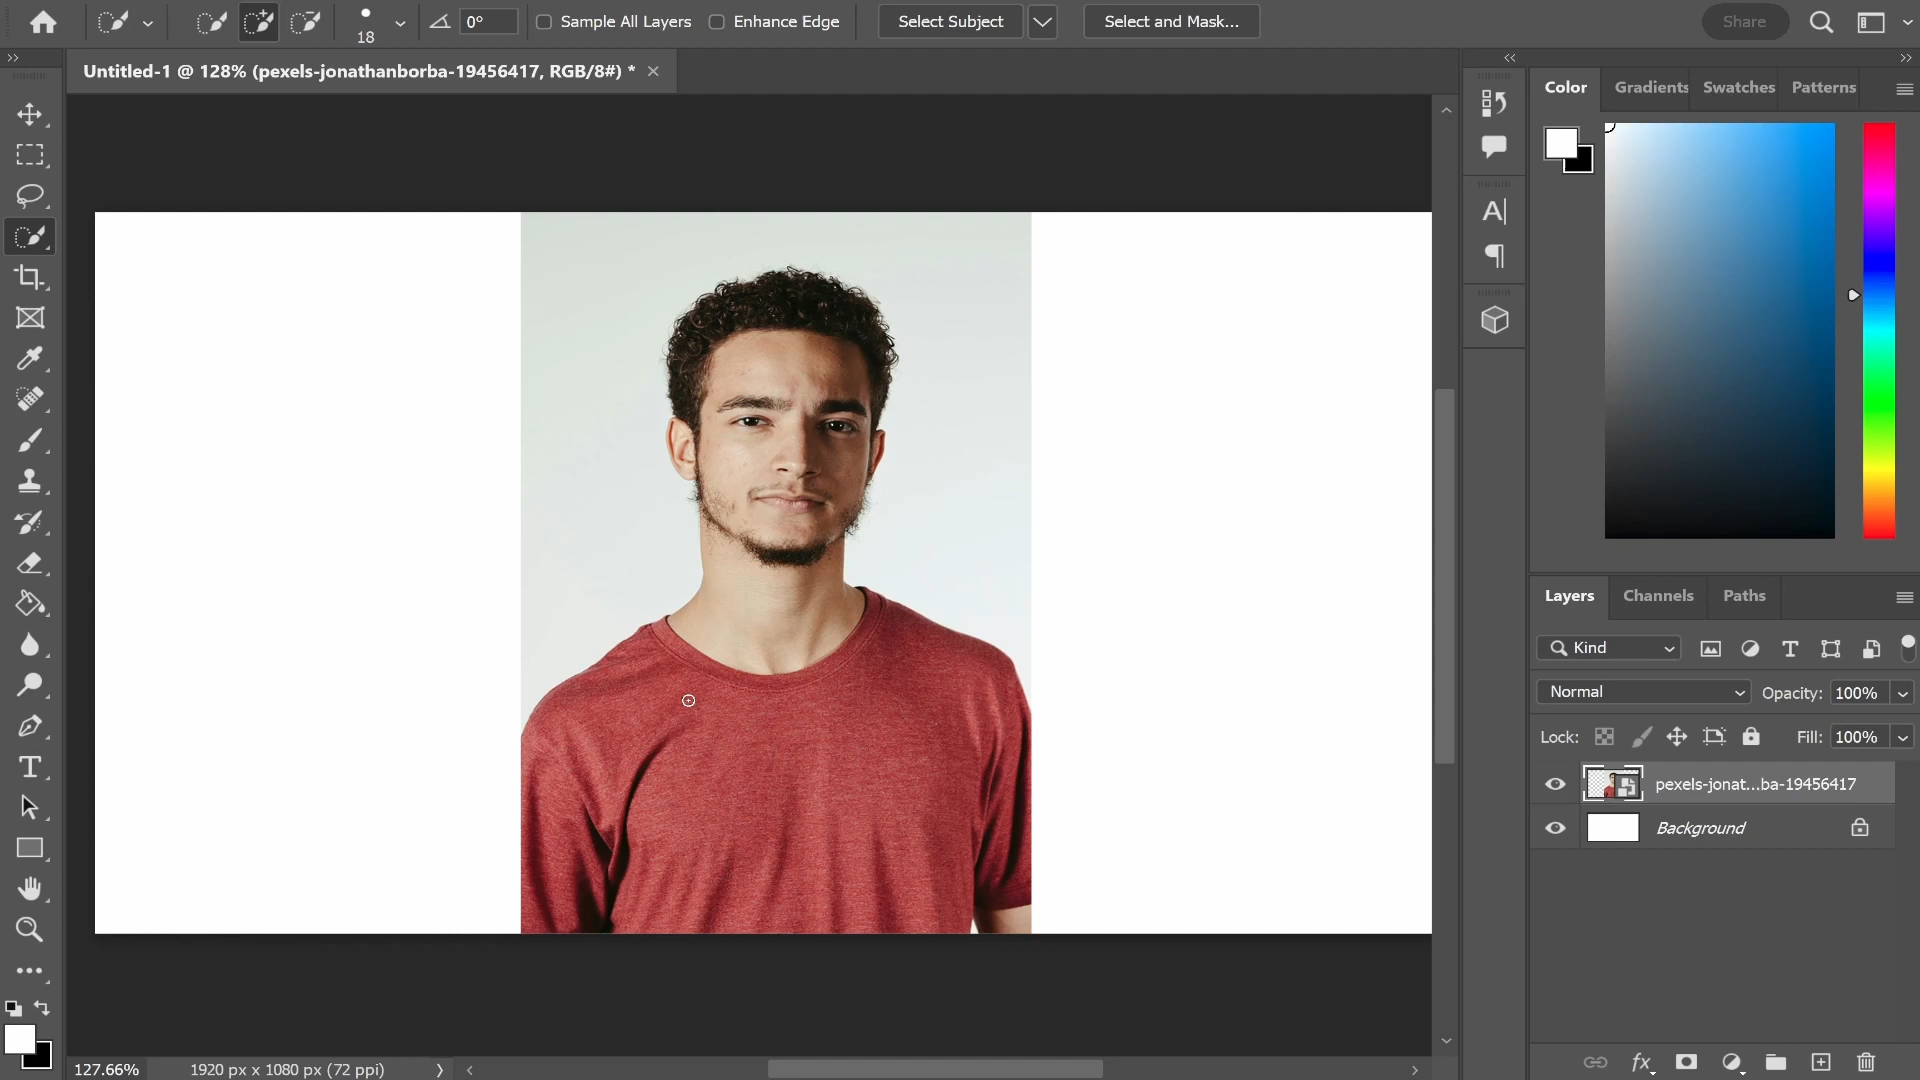 18
0°
Sample All Layers
Enhance Edge
Select Subject
Select and Mask...
Share
Untitled-1 @ 128% (pexels-jonathanborba-19456417, RGB/8#) *
Color
Gradients
Swatches
Patterns
Layers
Channels
Paths
Kind
Normal
Opacity: 100%
Lock:
Fill: 100%
pexels-jonat...ba-19456417
Background
127.66%
1920 px x 1080 px (72 ppi)